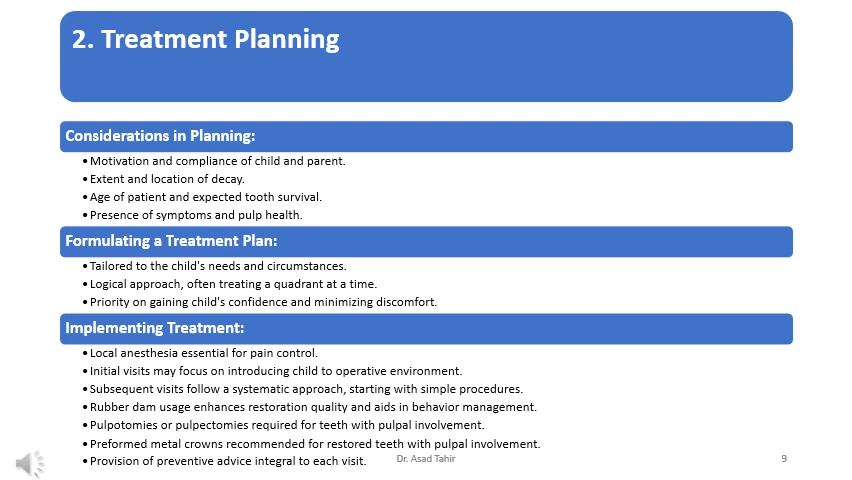 2. Treatment Planning
Considerations in Planning:
• Motivation and compliance of child and parent.
• Extent and location of decay.
• Age of patient and expected tooth survival.
• Presence of symptoms and pulp health.
Formulating a Treatment Plan:
• Tailored to the child's needs and circumstances.
• Logical approach, often treating a quadrant at a time.
• Priority on gaining child's confidence and minimizing discomfort.
Implementing Treatment:
• Local anesthesia essential for pain control.
• Initial visits may focus on introducing child to operative environment.
• Subsequent visits follow a systematic approach, starting with simple procedures.
• Rubber dam usage enhances restoration quality and aids in behavior management.
• Pulpotomies or pulpectomies required for teeth with pulpal involvement.
• Preformed metal crowns recommended for restored teeth with pulpal involvement.
• Provision of preventive advice integral to each visit.
Dr. Asad Tahir
9